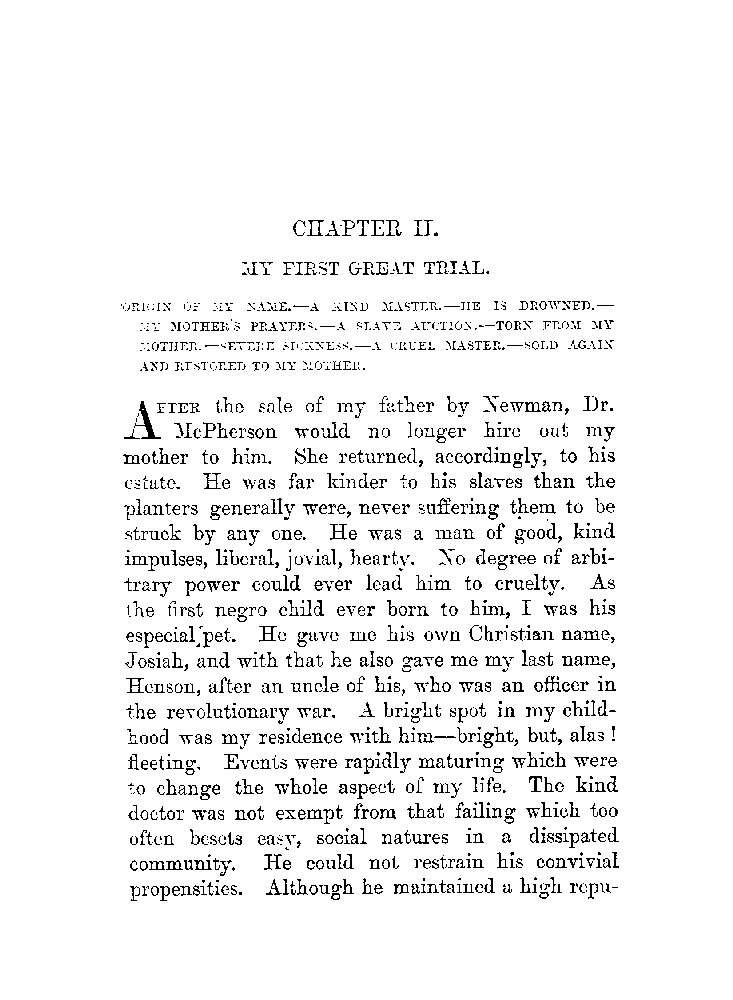 CHAPTER II.
MY FIRST GREAT TRIAL.
ORIGIN OF MY NAME.—A KIND MASTER.—HE IS DROWNED.—
MY MOTHER'S PRAYERS.—A SLAVE AUCTION.—TORN FROM MY
MOTHER.—SEVERE SICKNESS.—A CRUEL MASTER.—SOLD AGAIN
AND RESTORED TO MY MOTHER.
AFTER the sale of my father by Newman, Dr.
McPherson would no longer hire out my
mother to him. She returned, accordingly, to his
estate. He was far kinder to his slaves than the
planters generally were, never suffering them to be
struck by any one. He was a man of good, kind
impulses, liberal, jovial, hearty. No degree of arbi-
trary power could ever lead him to cruelty. As
the first negro child ever born to him, I was his
especial pet. He gave me his own Christian name,
Josiah, and with that he also gave me my last name,
Henson, after an uncle of his, who was an officer in
the revolutionary war. A bright spot in my child-
hood was my residence with him—bright, but, alas!
fleeting. Events were rapidly maturing which were
to change the whole aspect of my life. The kind
doctor was not exempt from that failing which too
often besets easy, social natures in a dissipated
community. He could not restrain his convivial
propensities. Although he maintained a high repu-